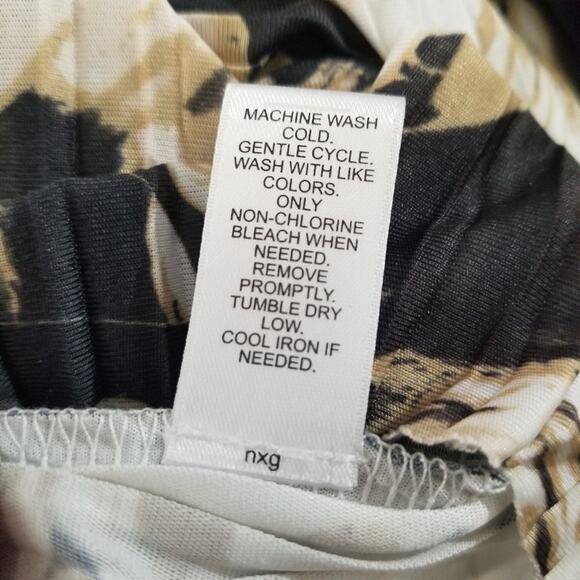 MACHINE WASH
COLD.
GENTLE CYCLE.
WASH WITH LIKE
COLORS.
ONLY
NON-CHLORINE
BLEACH WHEN
NEEDED.
REMOVE
PROMPTLY.
TUMBLE DRY
LOW.
COOL IRON IF
NEEDED.
nxg